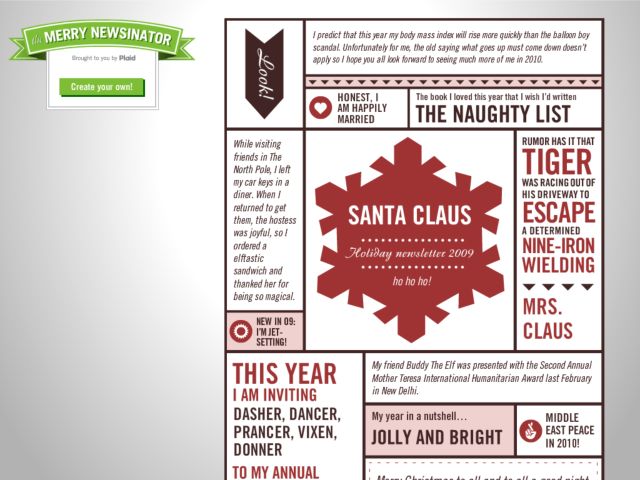 the MERRY NEWSINATOR
Brought to you by Plaid
Create your own!
Look!
I predict that this year my body mass index will rise more quickly than the balloon boy
scandal. Unfortunately for me, the old saying what goes up must come down doesn't
apply so I hope you all look forward to seeing much more of me in 2010.
HONEST, I
AM HAPPILY
MARRIED
The book I loved this year that I wish I'd written
THE NAUGHTY LIST
While visiting
friends in The
North Pole, I left
my car keys in a
diner. When I
returned to get
them, the hostess
was joyful, so I
ordered a
elftastic
sandwich and
thanked her for
being so magical.
SANTA CLAUS
Holiday newsletter 2009
ho ho ho!
RUMOR HAS IT THAT
TIGER
WAS RACING OUT OF
HIS DRIVEWAY TO
ESCAPE
A DETERMINED
NINE-IRON
WIELDING
MRS.
CLAUS
NEW IN 09:
I'M JET-
SETTING!
THIS YEAR
I AM INVITING
DASHER, DANCER,
PRANCER, VIXEN,
DONNER
TO MY ANNUAL
My friend Buddy The Elf was presented with the Second Annual
Mother Teresa International Humanitarian Award last February
in New Delhi.
My year in a nutshell...
JOLLY AND BRIGHT
MIDDLE
EAST PEACE
IN 2010!
Merry Christmas to all and to all a good night